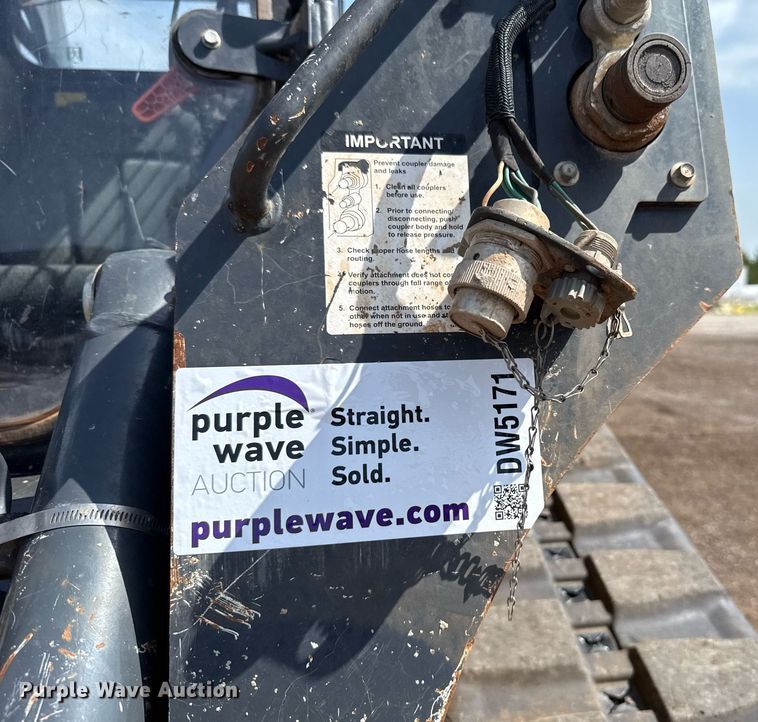 IMPORTANT
Prevent coupler damage
and leaks
1. Clean all couplers
before use.
2. Prior to connecting/
disconnecting, push
coupler body and hold
to release pressure.
3. Check proper hose lengths and
routing.
Verify attachment does not
couplers through full range of
motion.
5. Connect attachment hoses to
other when not in use and
hoses off the ground.
purple
wave
AUCTION
Straight.
Simple.
Sold.
DW5171
purplewave.com
Purple Wave Auction